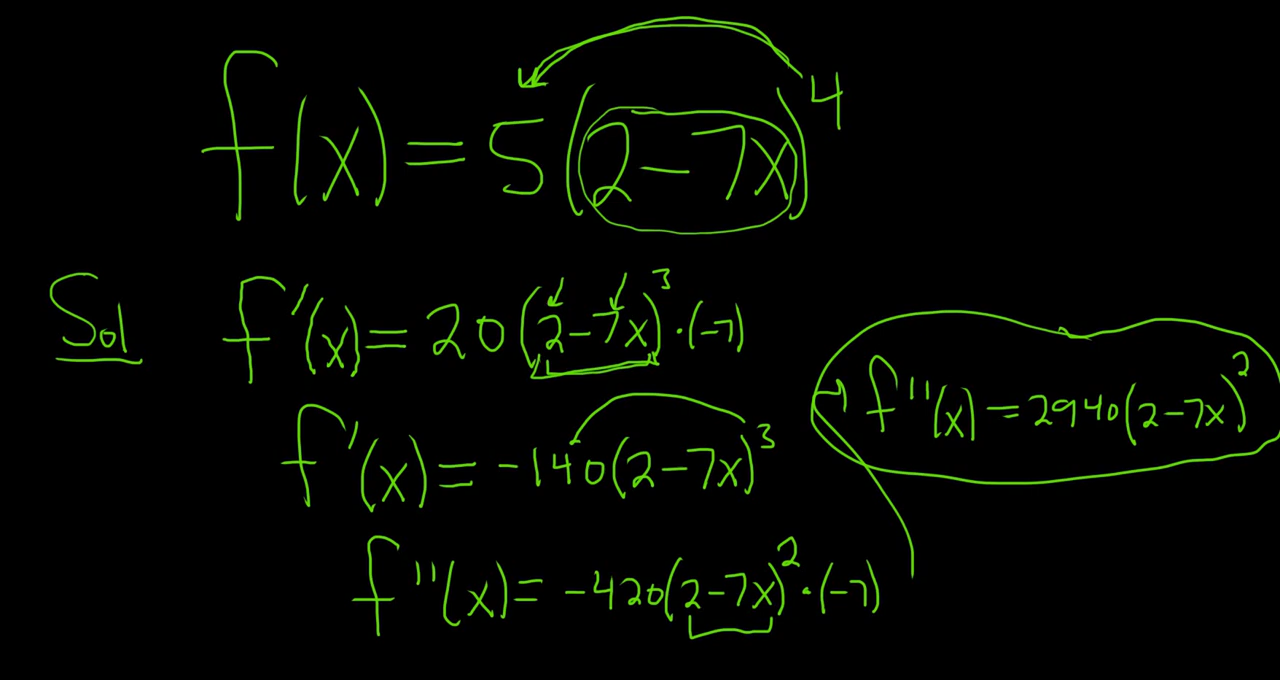 f(x) = 5(2-7x)^4
Sol f'(x) = 20(2-7x)^3 · (-7)
f'(x) = -140(2-7x)^3
f''(x) = -420(2-7x)^2 · (-7)
→ f''(x) = 2940(2-7x)^2